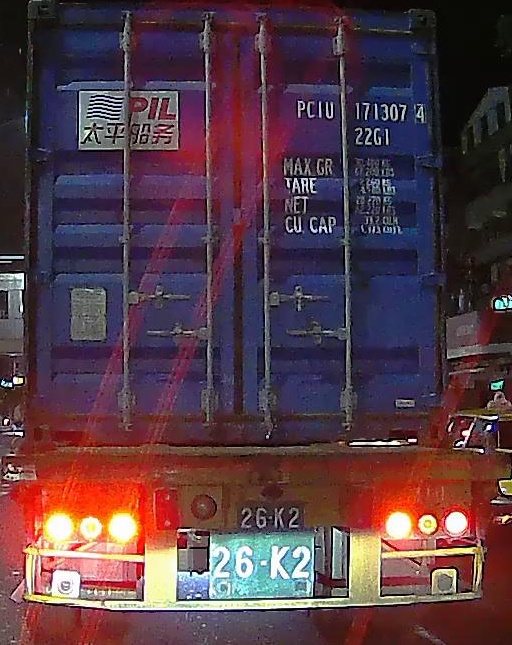 PIL
太平船务
PCIU 171307 4
22G1
MAX.GR
TARE
NET
CU.CAP
26-K2
26-K2